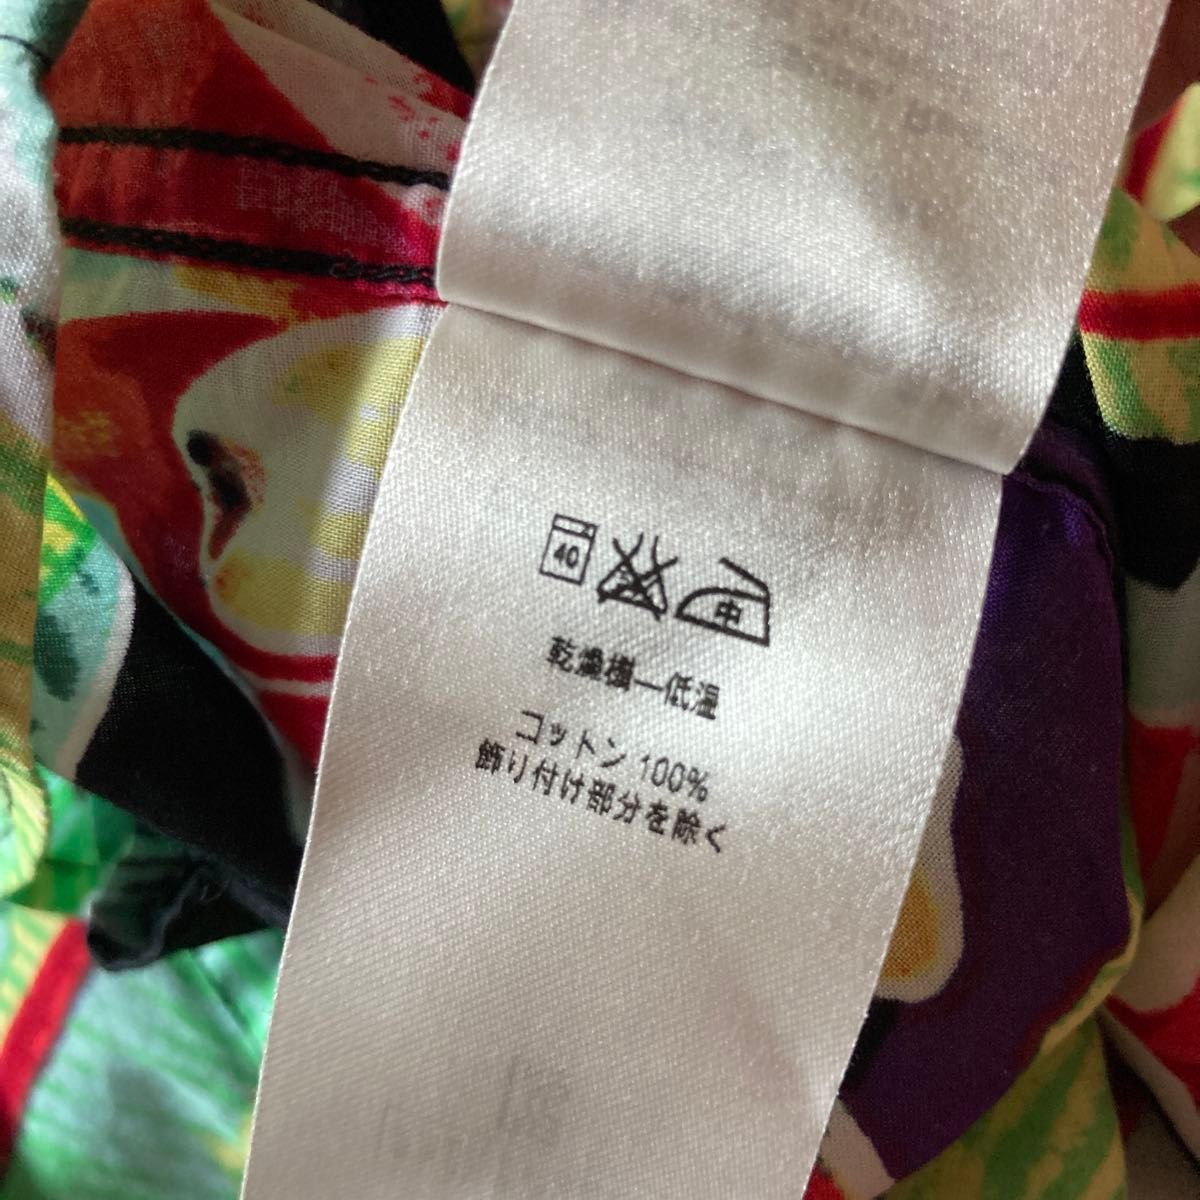 40 中
乾燥機—低温
コットン 100%
飾り付け部分を除く